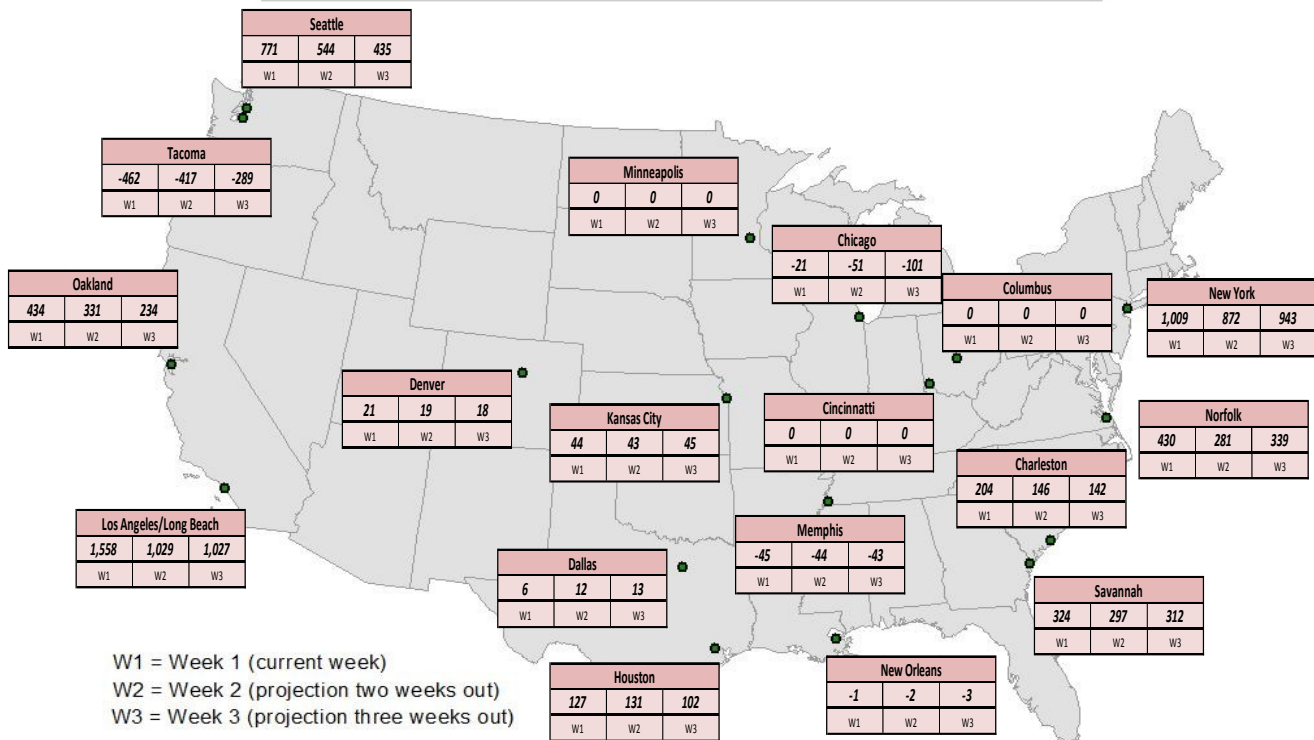 Seattle
771 544 435
W1 W2 W3
Tacoma
-462 -417 -289
W1 W2 W3
Minneapolis
0 0 0
W1 W2 W3
Chicago
-21 -51 -101
W1 W2 W3
Oakland
434 331 234
W1 W2 W3
Columbus
0 0 0
W1 W2 W3
New York
1,009 872 943
W1 W2 W3
Denver
21 19 18
W1 W2 W3
Kansas City
44 43 45
W1 W2 W3
Cincinnatti
0 0 0
W1 W2 W3
Norfolk
430 281 339
W1 W2 W3
Charleston
204 146 142
W1 W2 W3
Los Angeles/Long Beach
1,558 1,029 1,027
W1 W2 W3
Memphis
-45 -44 -43
W1 W2 W3
Dallas
6 12 13
W1 W2 W3
Savannah
324 297 312
W1 W2 W3
Houston
127 131 102
W1 W2 W3
New Orleans
-1 -2 -3
W1 W2 W3
W1 = Week 1 (current week)
W2 = Week 2 (projection two weeks out)
W3 = Week 3 (projection three weeks out)